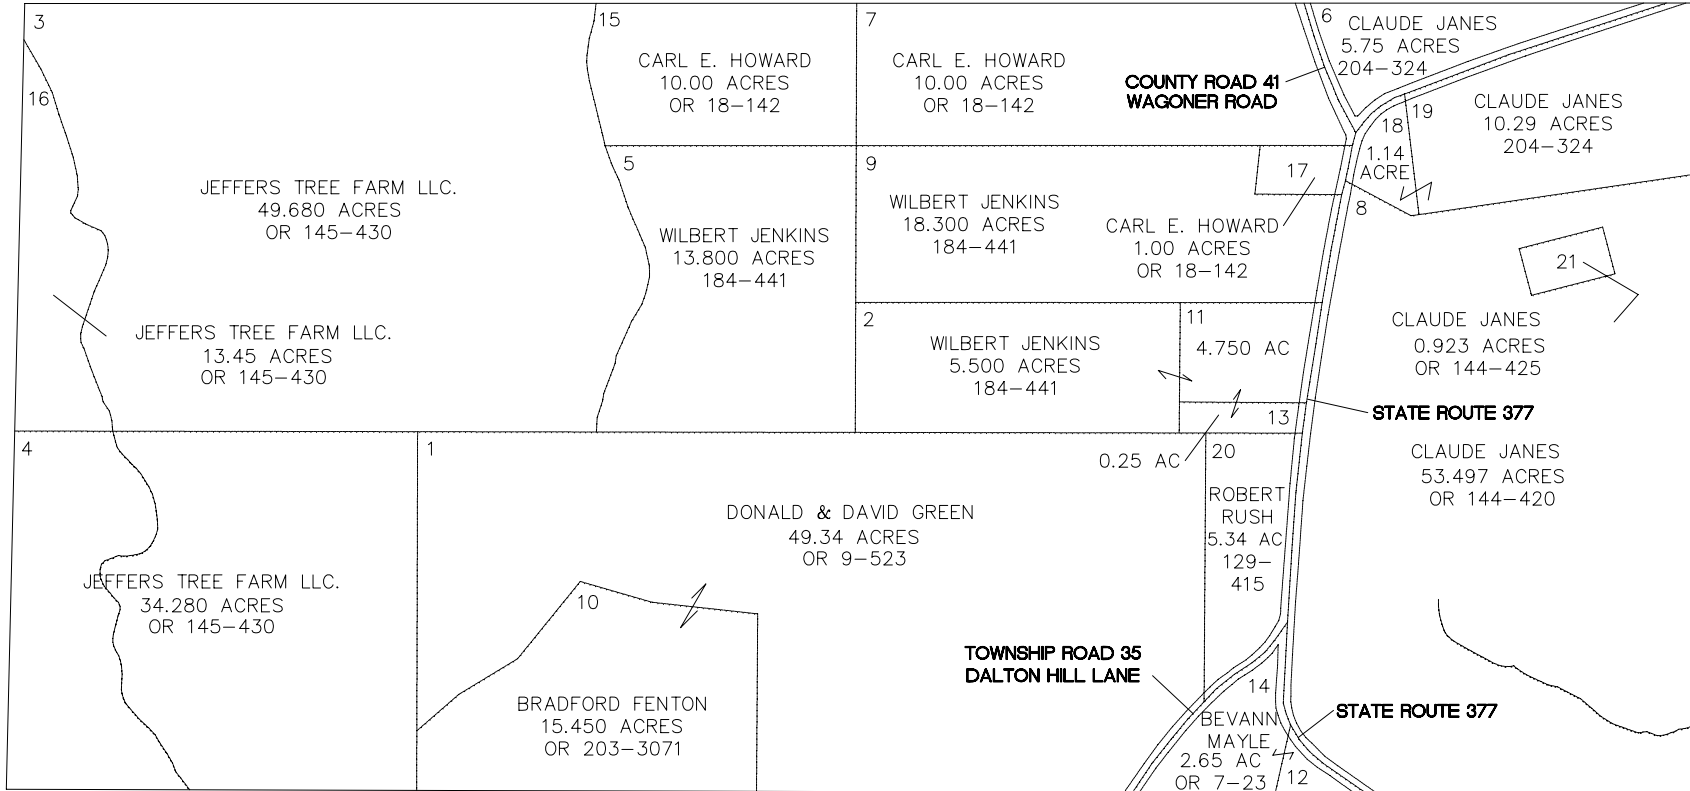 3
16
JEFFERS TREE FARM LLC.
49.680 ACRES
OR 145-430
JEFFERS TREE FARM LLC.
13.45 ACRES
OR 145-430
15
CARL E. HOWARD
10.00 ACRES
OR 18-142
7
CARL E. HOWARD
10.00 ACRES
OR 18-142
COUNTY ROAD 41
WAGONER ROAD
6
CLAUDE JANES
5.75 ACRES
204-324
18
1.14
ACRE
19
CLAUDE JANES
10.29 ACRES
204-324
5
WILBERT JENKINS
13.800 ACRES
184-441
9
WILBERT JENKINS
18.300 ACRES
184-441
17
CARL E. HOWARD
1.00 ACRES
OR 18-142
8
21
CLAUDE JANES
0.923 ACRES
OR 144-425
2
WILBERT JENKINS
5.500 ACRES
184-441
11
4.750 AC
13
0.25 AC
STATE ROUTE 377
CLAUDE JANES
53.497 ACRES
OR 144-420
4
JEFFERS TREE FARM LLC.
34.280 ACRES
OR 145-430
1
DONALD & DAVID GREEN
49.34 ACRES
OR 9-523
10
BRADFORD FENTON
15.450 ACRES
OR 203-3071
20
ROBERT
RUSH
5.34 AC
129-
415
TOWNSHIP ROAD 35
DALTON HILL LANE
14
BEVANN
MAYLE
2.65 AC
OR 7-23
12
STATE ROUTE 377